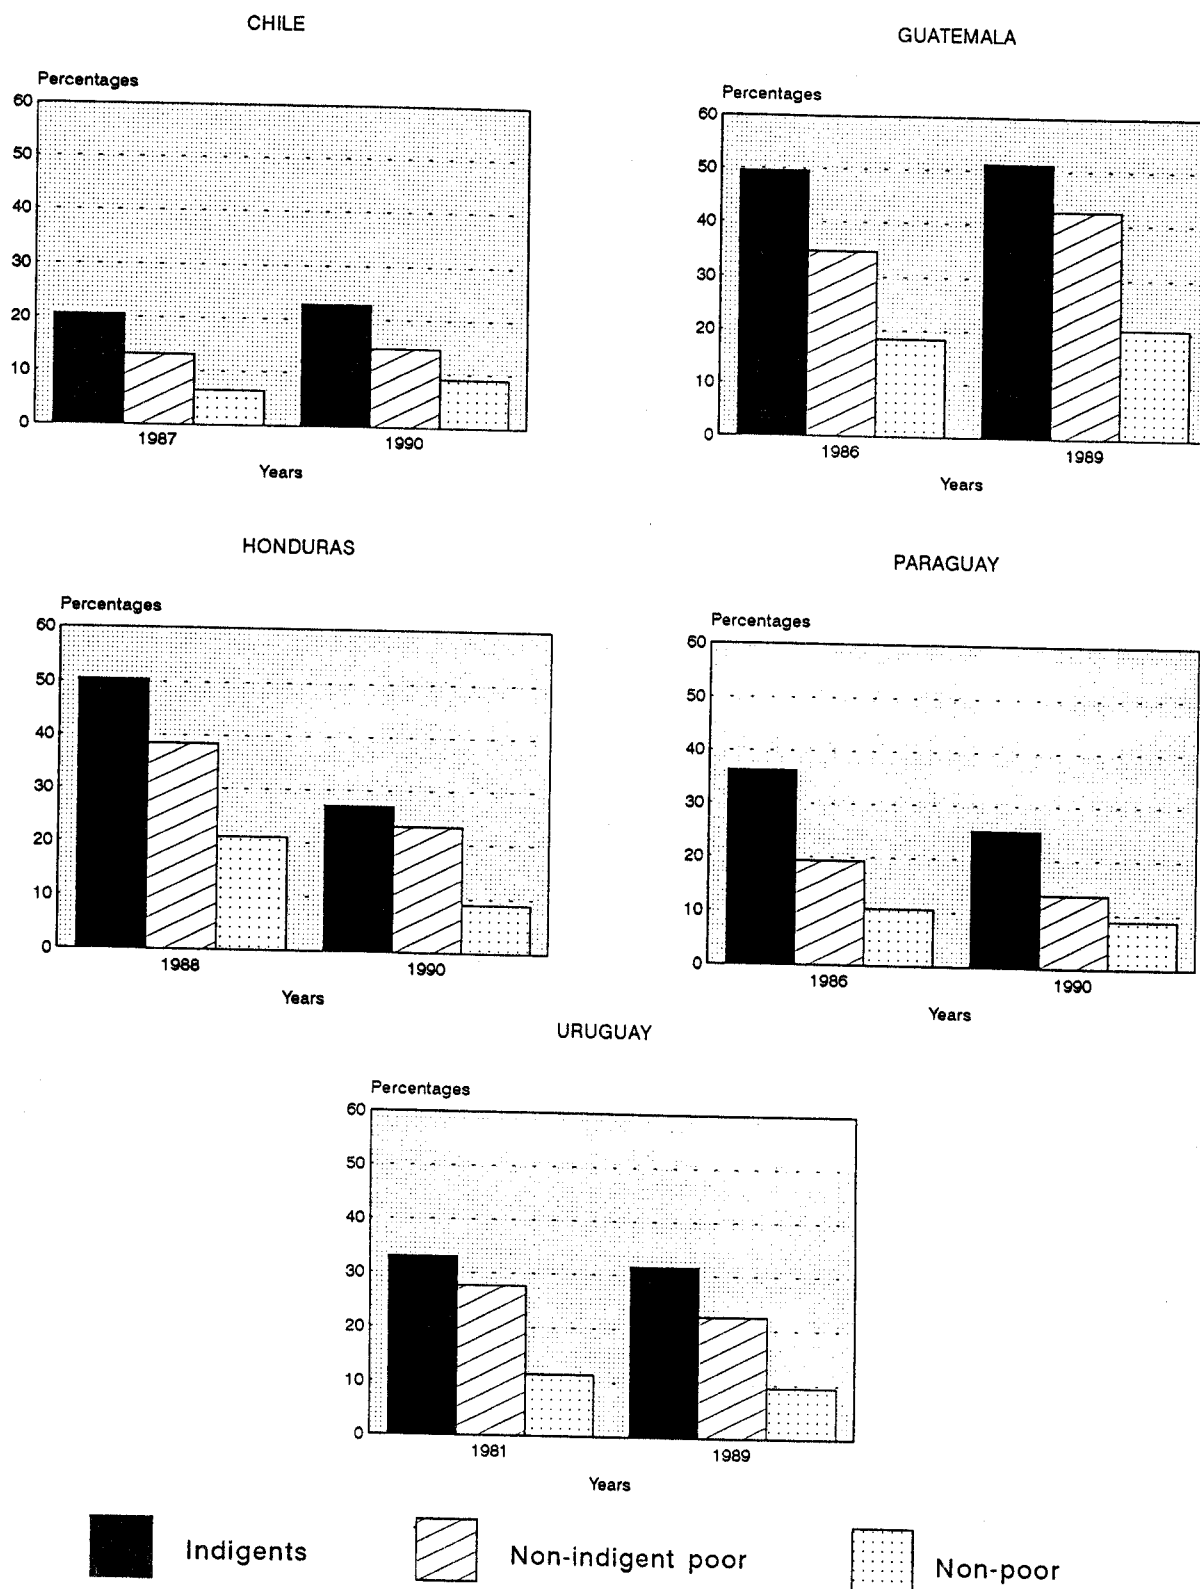 CHILE
Percentages
60
50
40
30
20
10
0
1987 1990
Years
GUATEMALA
Percentages
60
50
40
30
20
10
0
1986 1989
Years
HONDURAS
Percentages
60
50
40
30
20
10
0
1988 1990
Years
PARAGUAY
Percentages
60
50
40
30
20
10
0
1986 1990
Years
URUGUAY
Percentages
60
50
40
30
20
10
0
1981 1989
Years
Indigents Non-indigent poor Non-poor